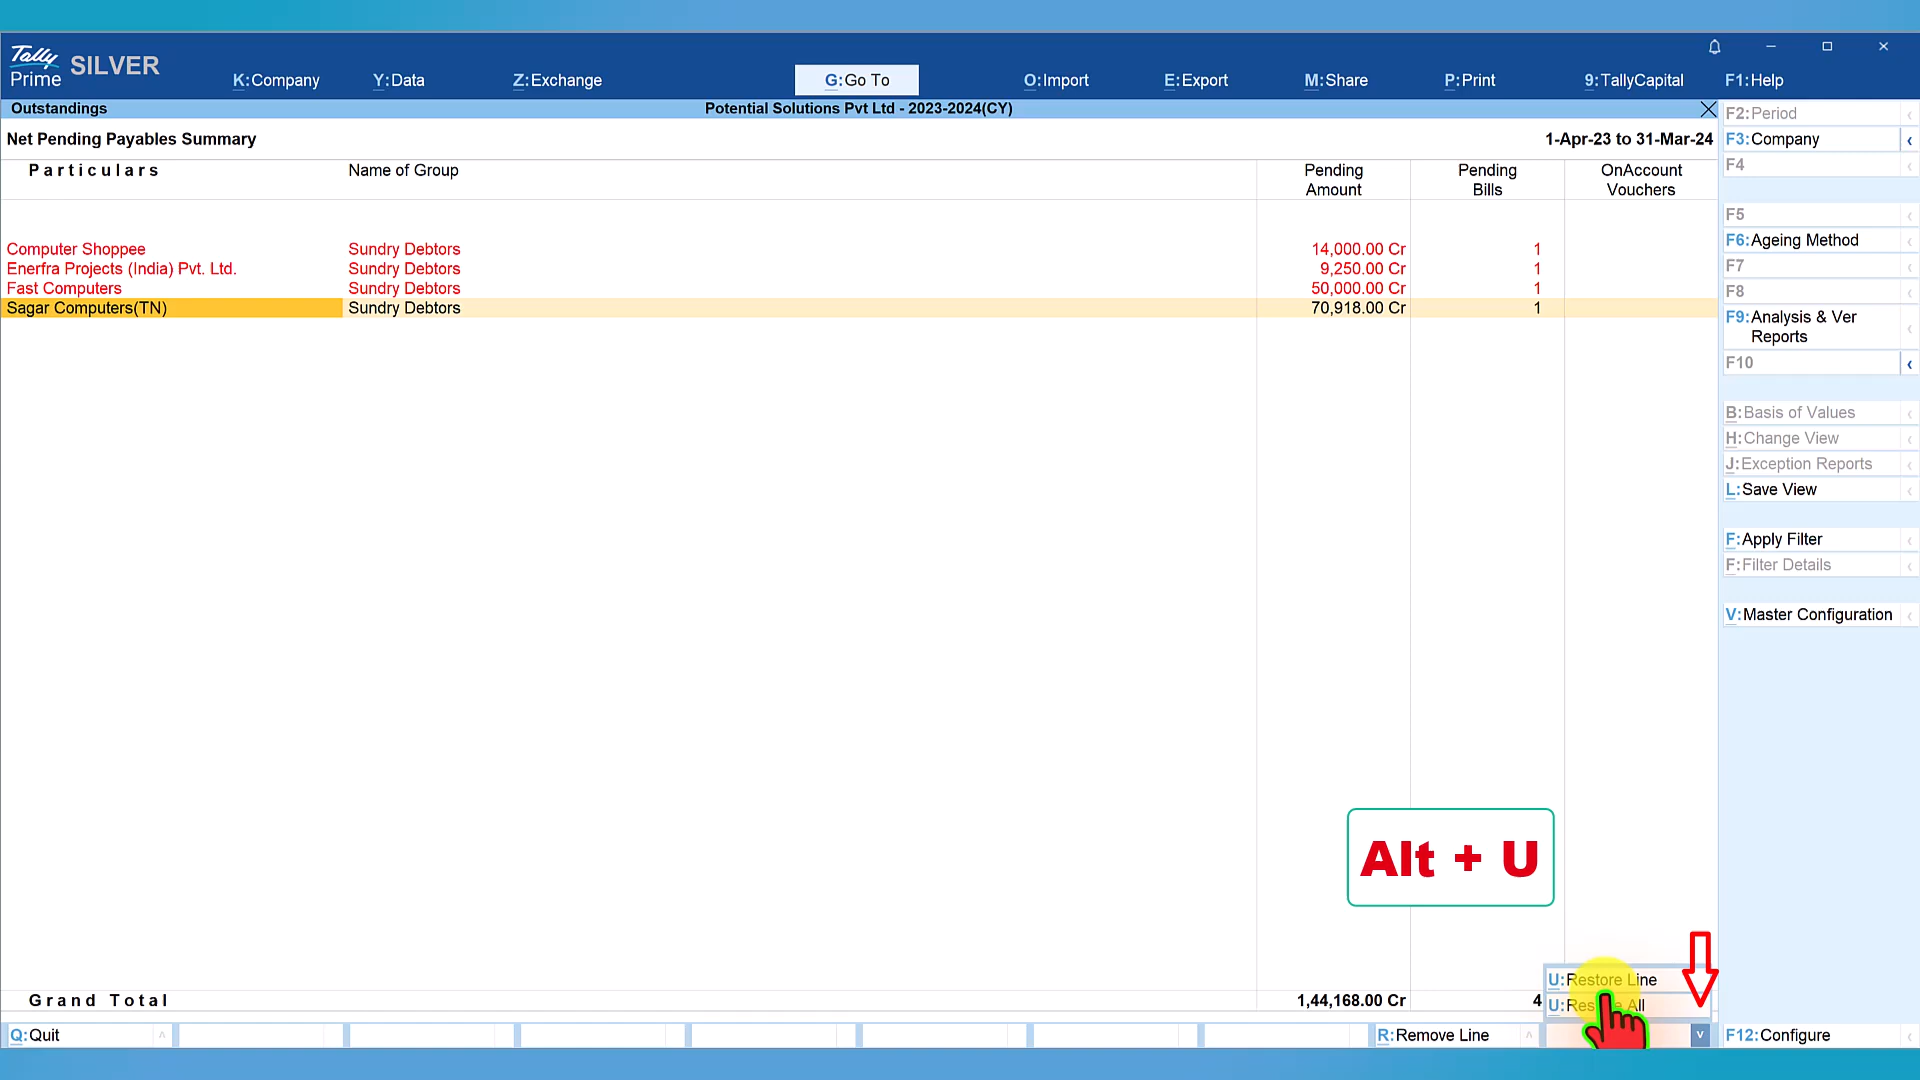 Tally
Prime SILVER
K:Company Y:Data Z:Exchange G:Go To O:Import E:Export M:Share P:Print 9:TallyCapital F1:Help
Outstandings Potential Solutions Pvt Ltd - 2023-2024(CY)
Net Pending Payables Summary 1-Apr-23 to 31-Mar-24
Particulars Name of Group Pending Amount Pending Bills OnAccount Vouchers
Computer Shoppee Sundry Debtors 14,000.00 Cr 1
Enerfra Projects (India) Pvt. Ltd. Sundry Debtors 9,250.00 Cr 1
Fast Computers Sundry Debtors 50,000.00 Cr 1
Sagar Computers(TN) Sundry Debtors 70,918.00 Cr 1
Alt + U
U:Restore Line
U: All
Grand Total 1,44,168.00 Cr 4
Q:Quit R:Remove Line v
F2:Period
F3:Company
F4
F5
F6:Ageing Method
F7
F8
F9:Analysis & Ver
Reports
F10
B:Basis of Values
H:Change View
J:Exception Reports
L:Save View
F:Apply Filter
F:Filter Details
V:Master Configuration
F12:Configure